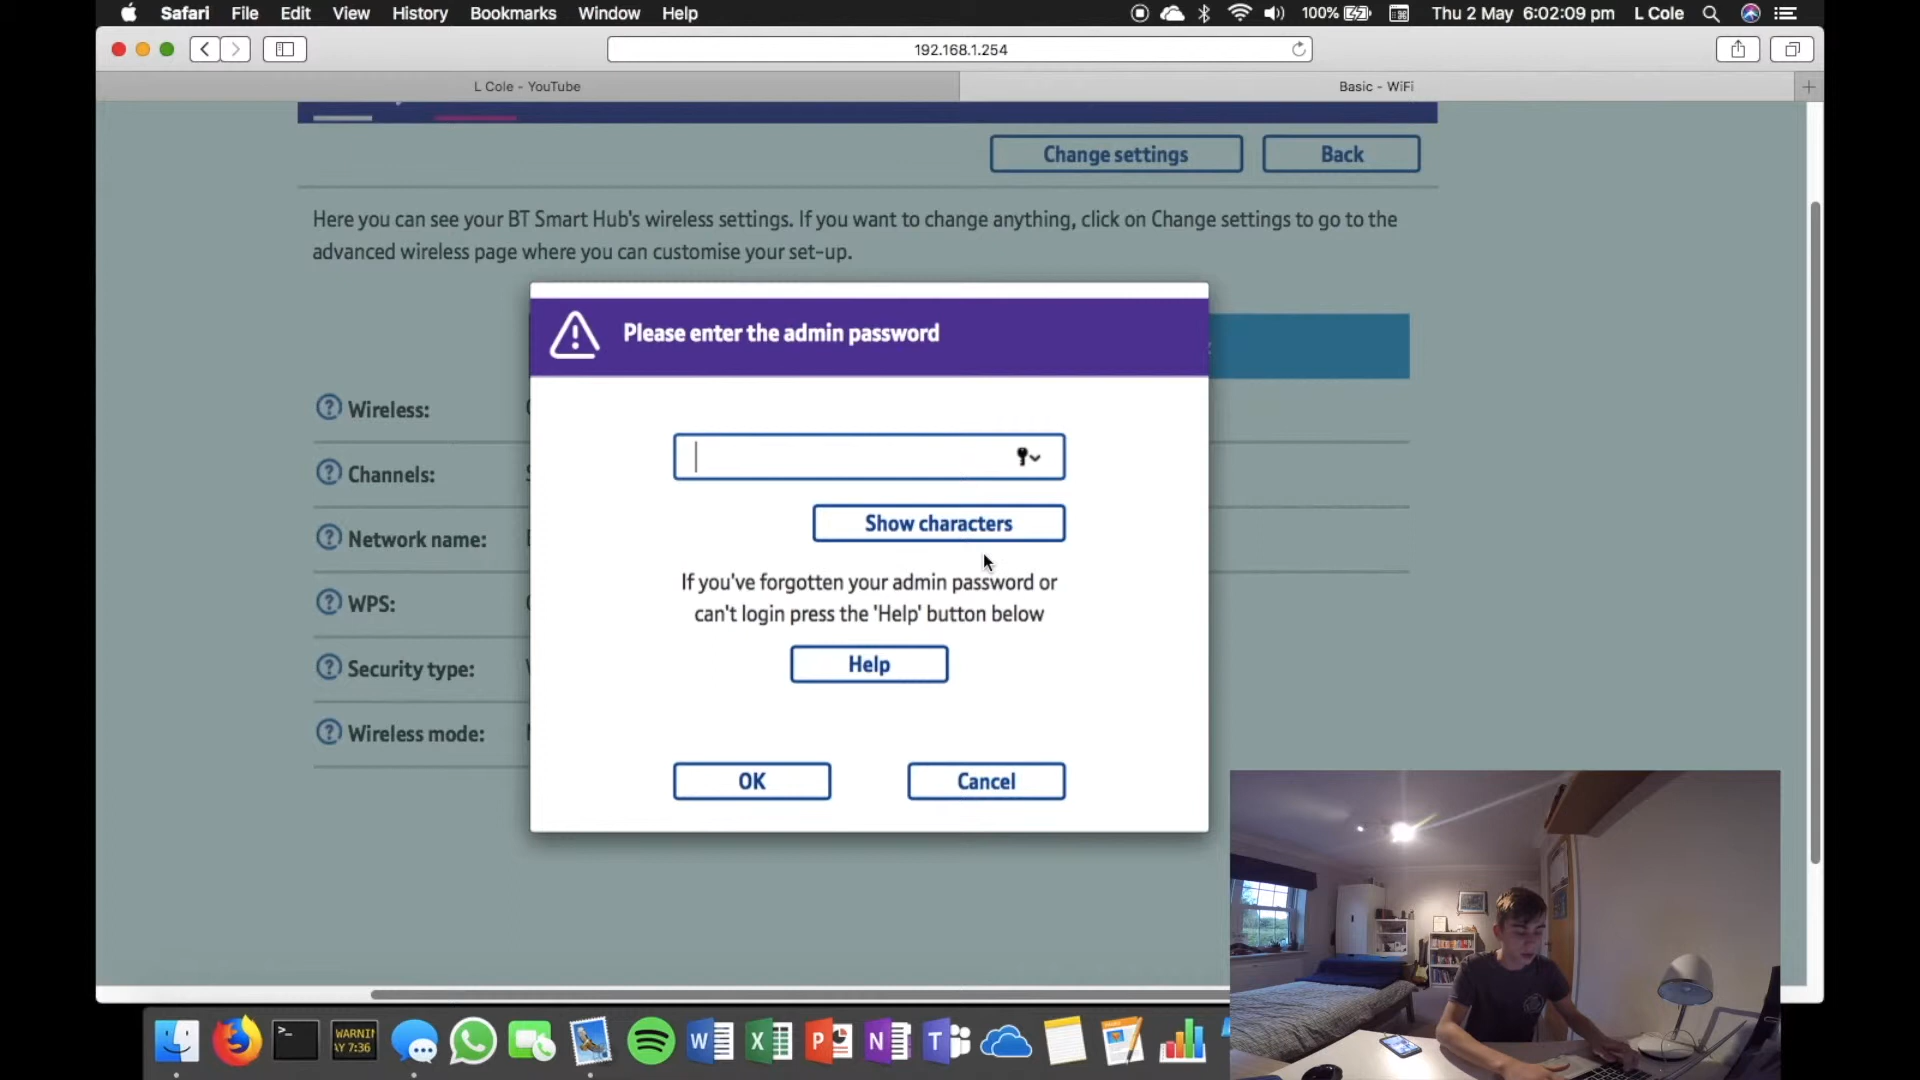 Safari File Edit View History Bookmarks Window Help 100% Thu 2 May 6:02:09 pm L Cole
192.168.1.254
L Cole - YouTube Basic - WiFi
Change settings Back
Here you can see your BT Smart Hub's wireless settings. If you want to change anything, click on Change settings to go to the
advanced wireless page where you can customise your set-up.
Please enter the admin password
Wireless:
Channels:
Network name:
WPS:
Security type:
Wireless mode:
Show characters
If you've forgotten your admin password or
can't login press the 'Help' button below
Help
OK Cancel
WARNI
AY 7:36
W X P N T